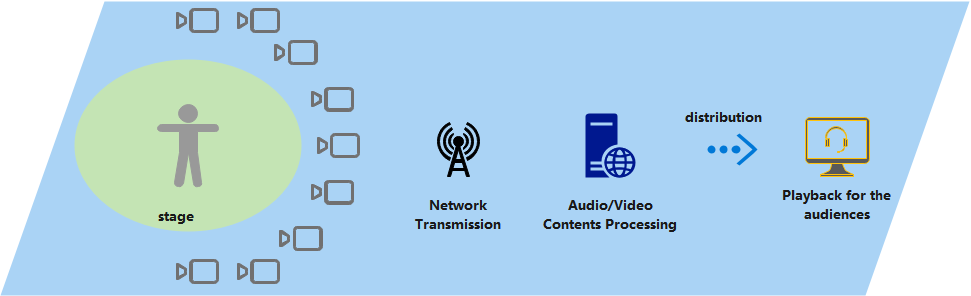 stage
Network
Transmission
Audio/Video
Contents Processing
distribution
Playback for the
audiences